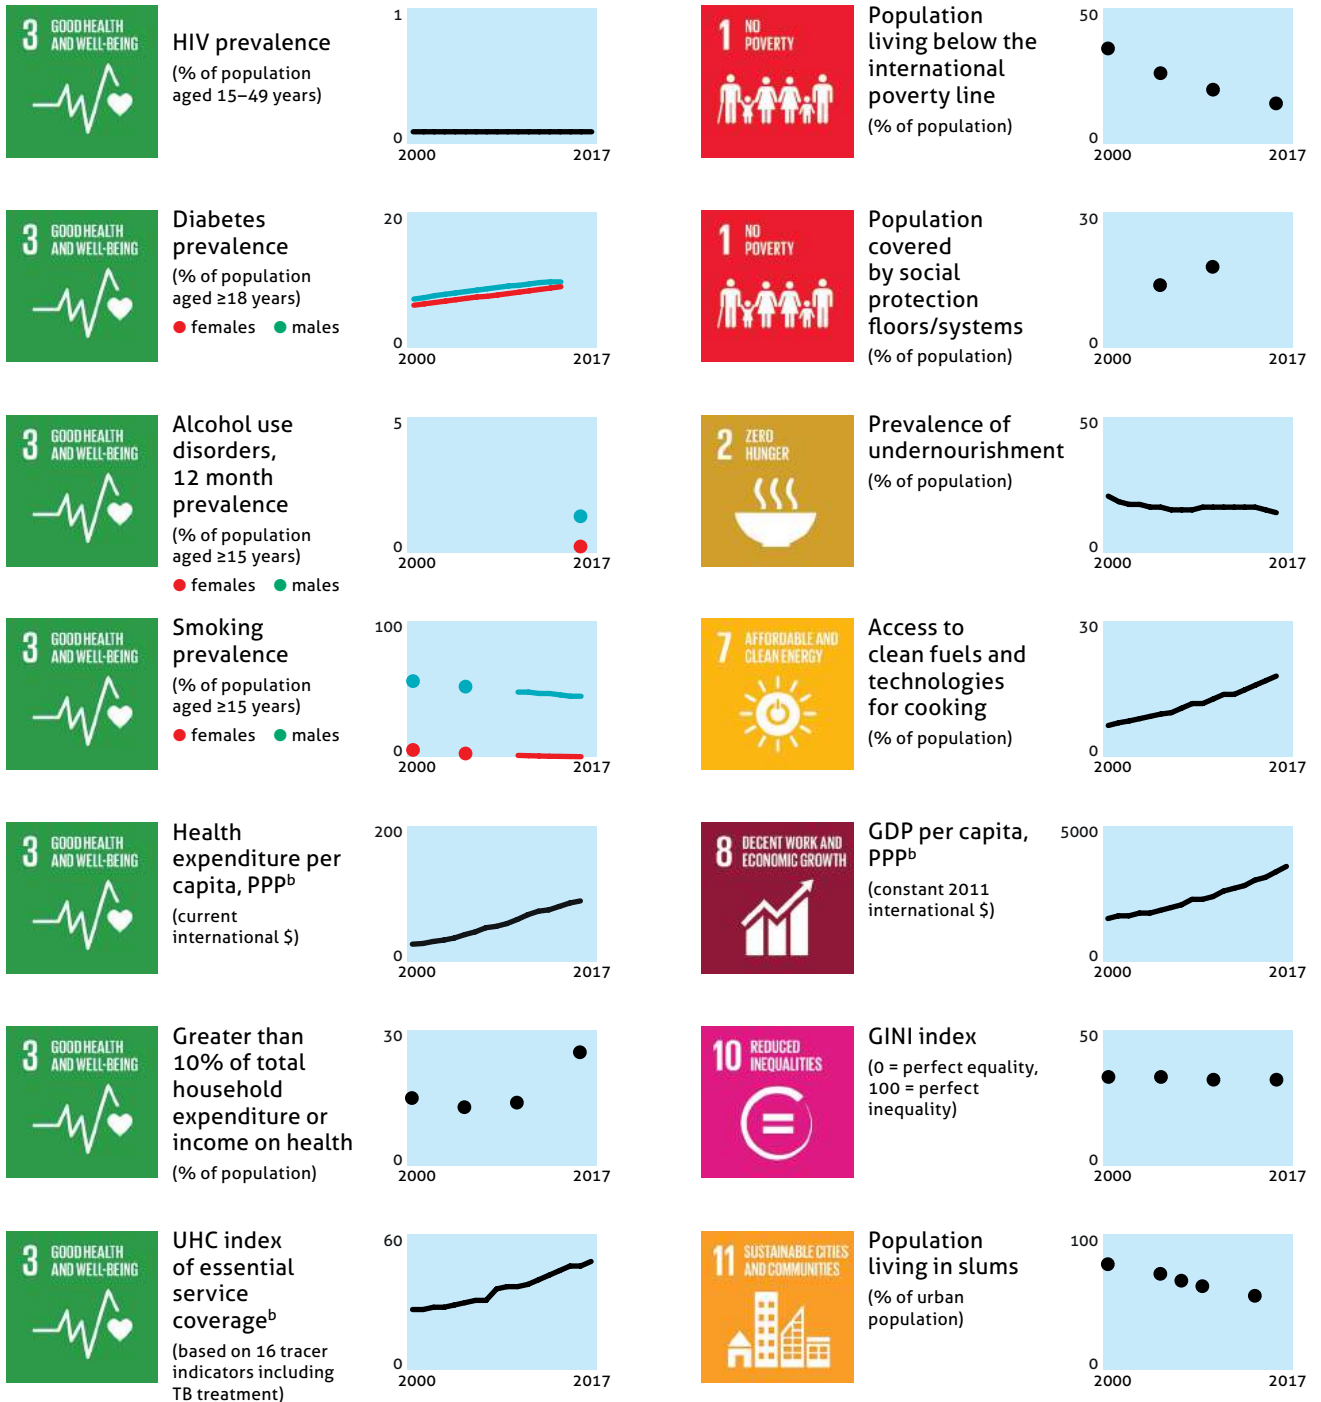 3 GOOD HEALTH
AND WELL-BEING
HIV prevalence
(% of population
aged 15–49 years)
1
0
2000 2017
3 GOOD HEALTH
AND WELL-BEING
Diabetes
prevalence
(% of population
aged ≥18 years)
females males
20
0
2000 2017
3 GOOD HEALTH
AND WELL-BEING
Alcohol use
disorders,
12 month
prevalence
(% of population
aged ≥15 years)
females males
5
0
2000 2017
3 GOOD HEALTH
AND WELL-BEING
Smoking
prevalence
(% of population
aged ≥15 years)
females males
100
0
2000 2017
3 GOOD HEALTH
AND WELL-BEING
Health
expenditure per
capita, PPPᵇ
(current
international $)
200
0
2000 2017
3 GOOD HEALTH
AND WELL-BEING
Greater than
10% of total
household
expenditure or
income on health
(% of population)
30
0
2000 2017
3 GOOD HEALTH
AND WELL-BEING
UHC index
of essential
service
coverageᵇ
(based on 16 tracer
indicators including
TB treatment)
60
0
2000 2017
1 NO
POVERTY
Population
living below the
international
poverty line
(% of population)
50
0
2000 2017
1 NO
POVERTY
Population
covered
by social
protection
floors/systems
(% of population)
30
0
2000 2017
2 ZERO
HUNGER
Prevalence of
undernourishment
(% of population)
50
0
2000 2017
7 AFFORDABLE AND
CLEAN ENERGY
Access to
clean fuels and
technologies
for cooking
(% of population)
30
0
2000 2017
8 DECENT WORK AND
ECONOMIC GROWTH
GDP per capita,
PPPᵇ
(constant 2011
international $)
5000
0
2000 2017
10 REDUCED
INEQUALITIES
GINI index
(0 = perfect equality,
100 = perfect
inequality)
50
0
2000 2017
11 SUSTAINABLE CITIES
AND COMMUNITIES
Population
living in slums
(% of urban
population)
100
0
2000 2017